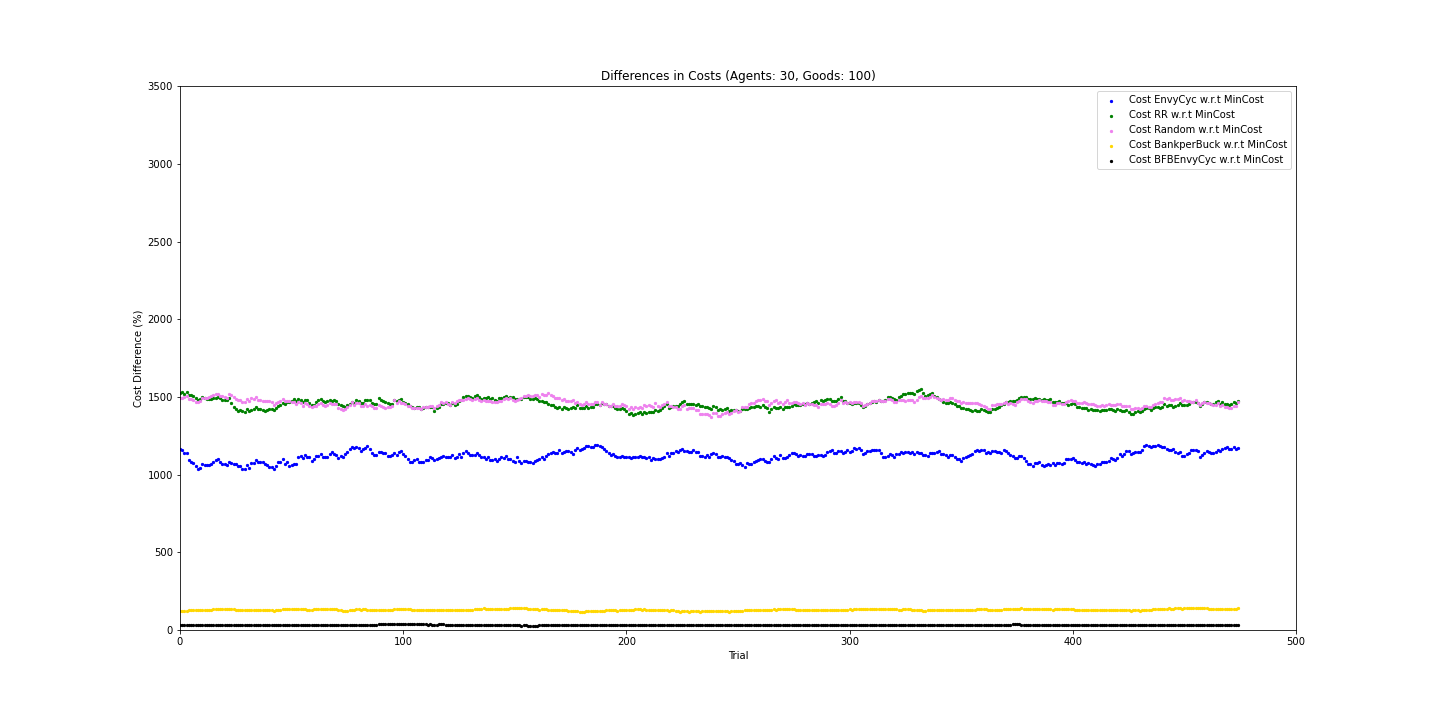 Differences in Costs (Agents: 30, Goods: 100)
3500
3000
2500
2000
1500
1000
500
0
Cost Difference (%)
Cost EnvyCyc w.r.t MinCost
Cost RR w.r.t MinCost
Cost Random w.r.t MinCost
Cost BankperBuck w.r.t MinCost
Cost BFBEnvyCyc w.r.t MinCost
0 100 200 300 400 500
Trial